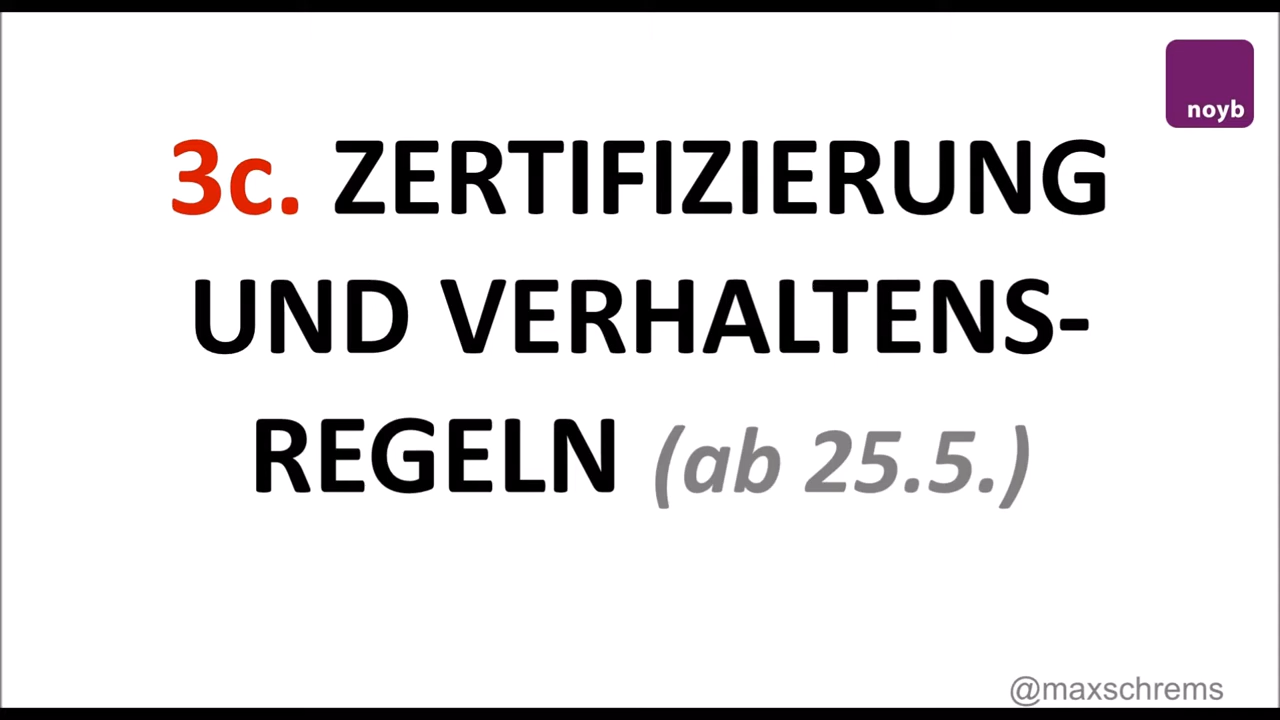 noyb
3c. ZERTIFIZIERUNG
UND VERHALTENS-
REGELN (ab 25.5.)
@maxschrems